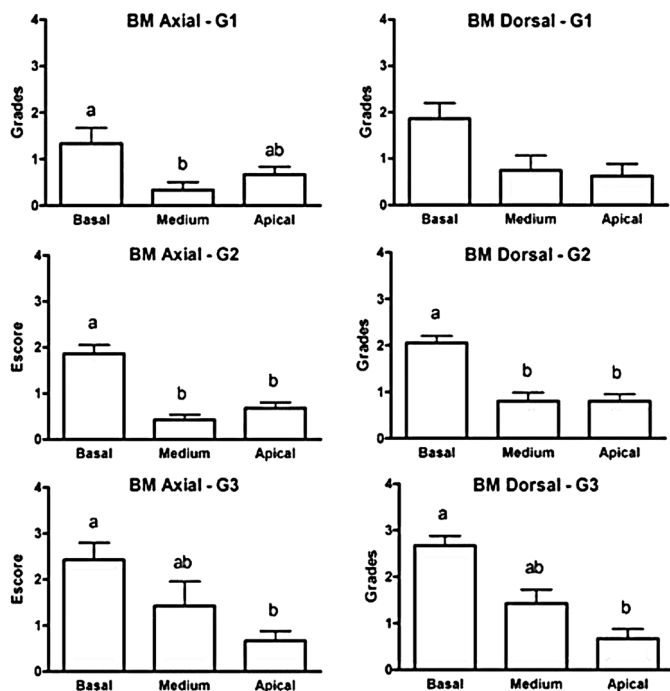 BM Axial - G1
Grades
4
3
2
1
0
a
b
ab
Basal Medium Apical
BM Dorsal - G1
Grades
4
3
2
1
0
Basal Medium Apical
BM Axial - G2
Escore
4
3
2
1
0
a
b
b
Basal Medium Apical
BM Dorsal - G2
Grades
4
3
2
1
0
a
b
b
Basal Medium Apical
BM Axial - G3
Escore
4
3
2
1
0
a
ab
b
Basal Medium Apical
BM Dorsal - G3
Grades
4
3
2
1
0
a
ab
b
Basal Medium Apical